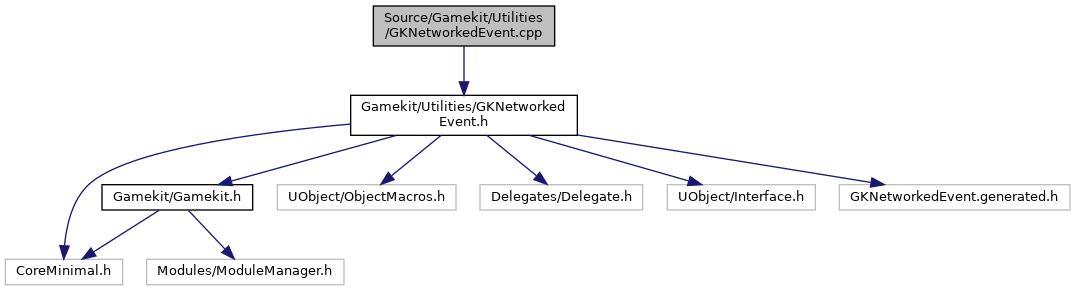 Source/Gamekit/Utilities
/GKNetworkedEvent.cpp
Gamekit/Utilities/GKNetworked
Event.h
Gamekit/Gamekit.h
UObject/ObjectMacros.h
Delegates/Delegate.h
UObject/Interface.h
GKNetworkedEvent.generated.h
CoreMinimal.h
Modules/ModuleManager.h